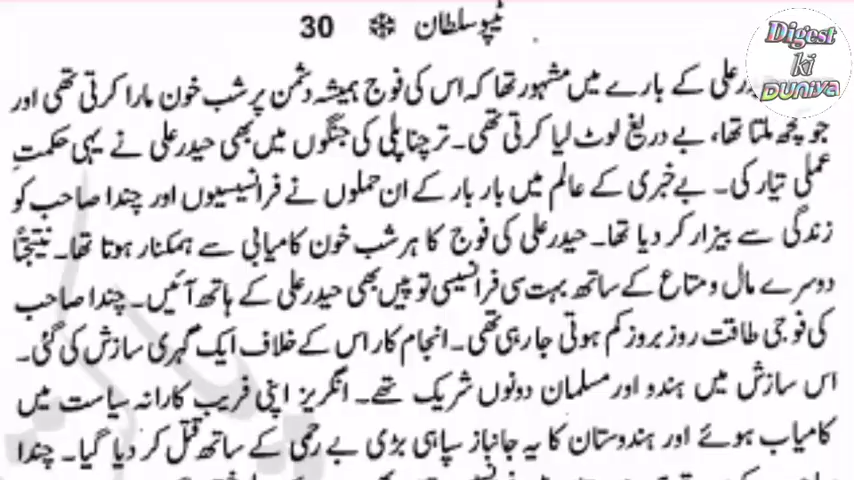 ٹیپو سلطان ❄ 30
Digest
ki
Duniya
حیدر علی کے بارے میں مشہور تھا کہ اس کی فوج ہمیشہ دشمن پر شب خون مارا کرتی تھی اور
جو کچھ ملتا تھا، بے دریغ لوٹ لیا کرتی تھی۔ ترچنا پلی کی جنگوں میں بھی حیدر علی نے یہی حکمتِ
عملی تیار کی۔ بے خبری کے عالم میں بار بار کے ان حملوں نے فرانسیسیوں اور چندا صاحب کو
زندگی سے بیزار کر دیا تھا۔ حیدر علی کی فوج کا ہر شب خون کامیابی سے ہمکنار ہوتا تھا۔ نتیجتاً
دوسرے مال و متاع کے ساتھ بہت سی فرانسیسی توپیں بھی حیدر علی کے ہاتھ آئیں۔ چندا صاحب
کی فوجی طاقت روز بروز کم ہوتی جا رہی تھی۔ انجام کار اس کے خلاف ایک گہری سازش کی گئی۔
اس سازش میں ہندو اور مسلمان دونوں شریک تھے۔ انگریز اپنی فریب کارانہ سیاست میں
کامیاب ہوئے اور ہندوستان کا یہ جانباز سپاہی بڑی بے رحمی کے ساتھ قتل کر دیا گیا۔ چندا